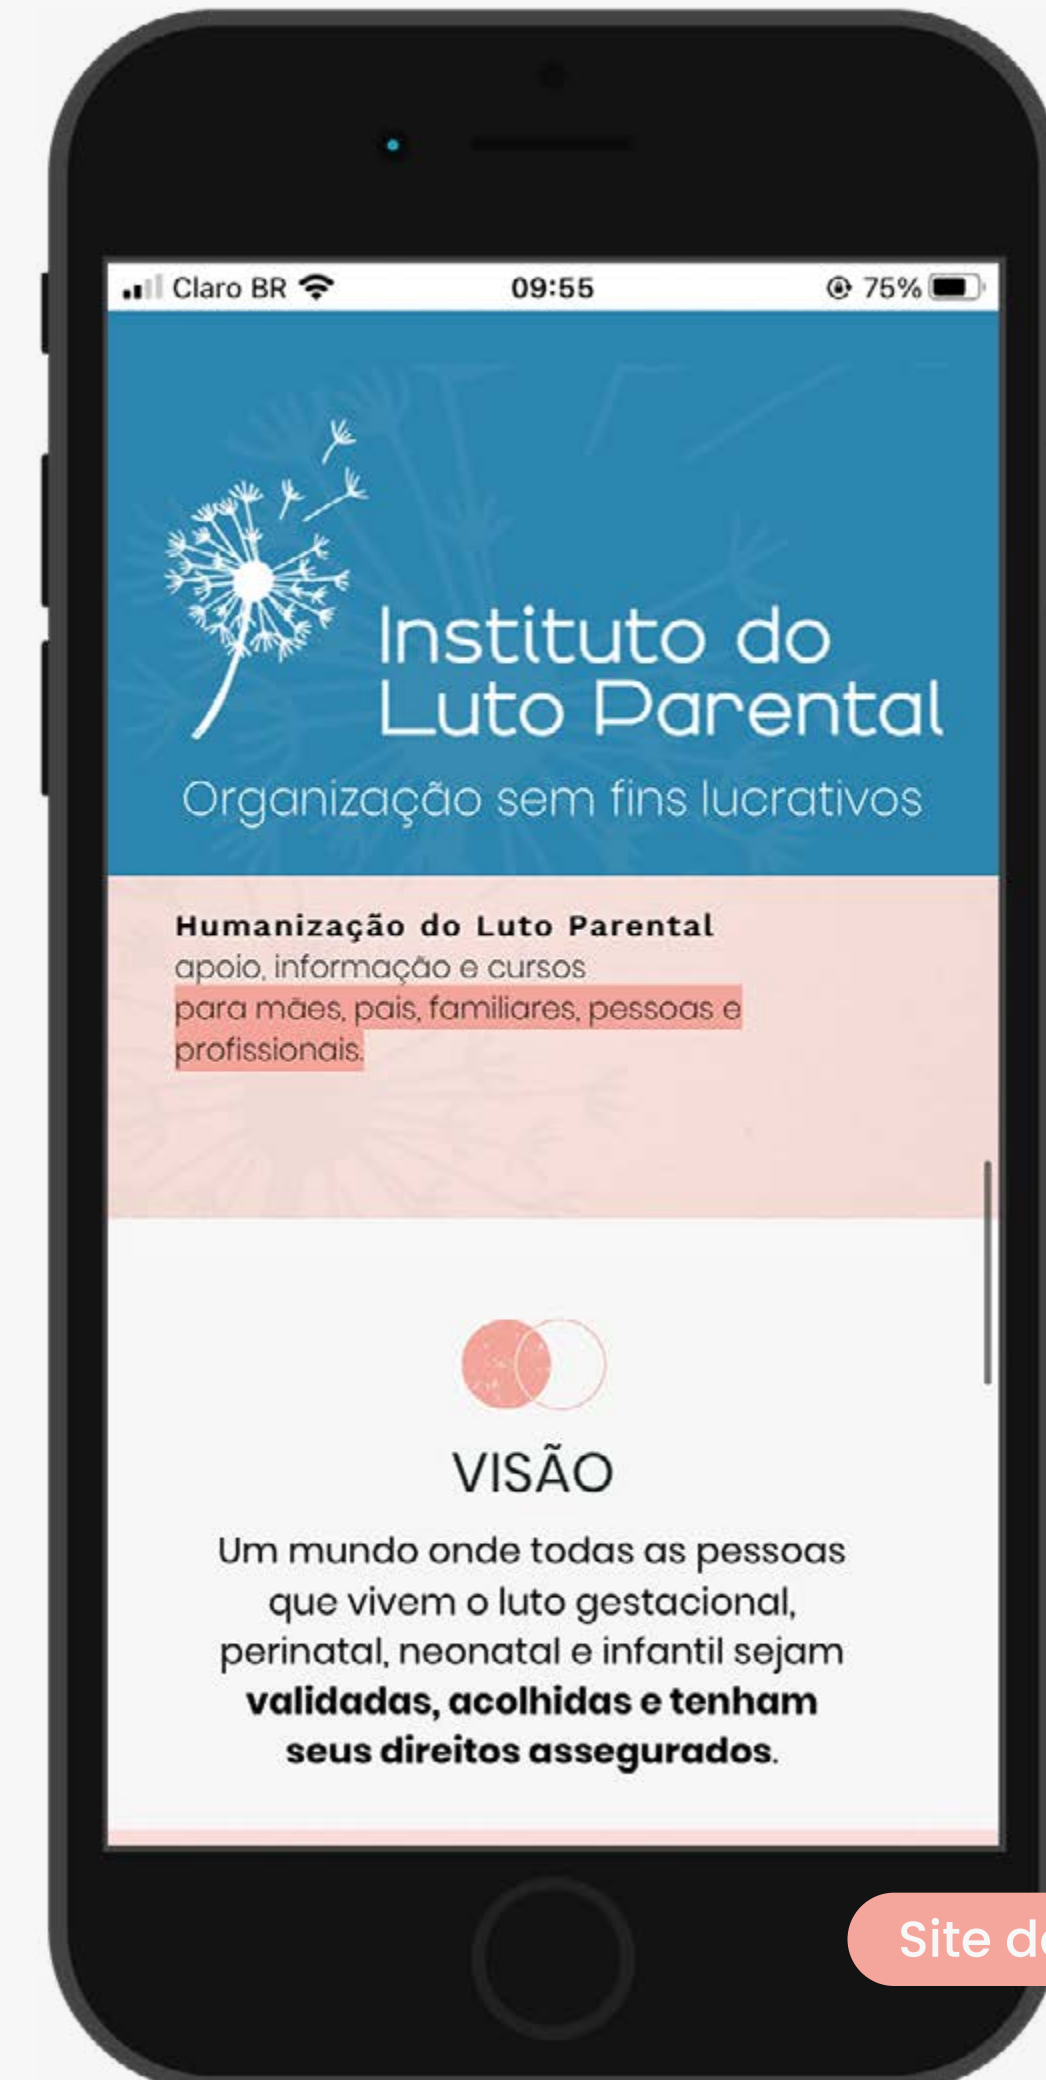 Claro BR
09:55
75%
Instituto do
Luto Parental
Organização sem fins lucrativos
Humanização do Luto Parental
apoio, informação e cursos
para mães, pais, familiares, pessoas e
profissionais.
VISÃO
Um mundo onde todas as pessoas
que vivem o luto gestacional,
perinatal, neonatal e infantil sejam
validadas, acolhidas e tenham
seus direitos assegurados.
Site